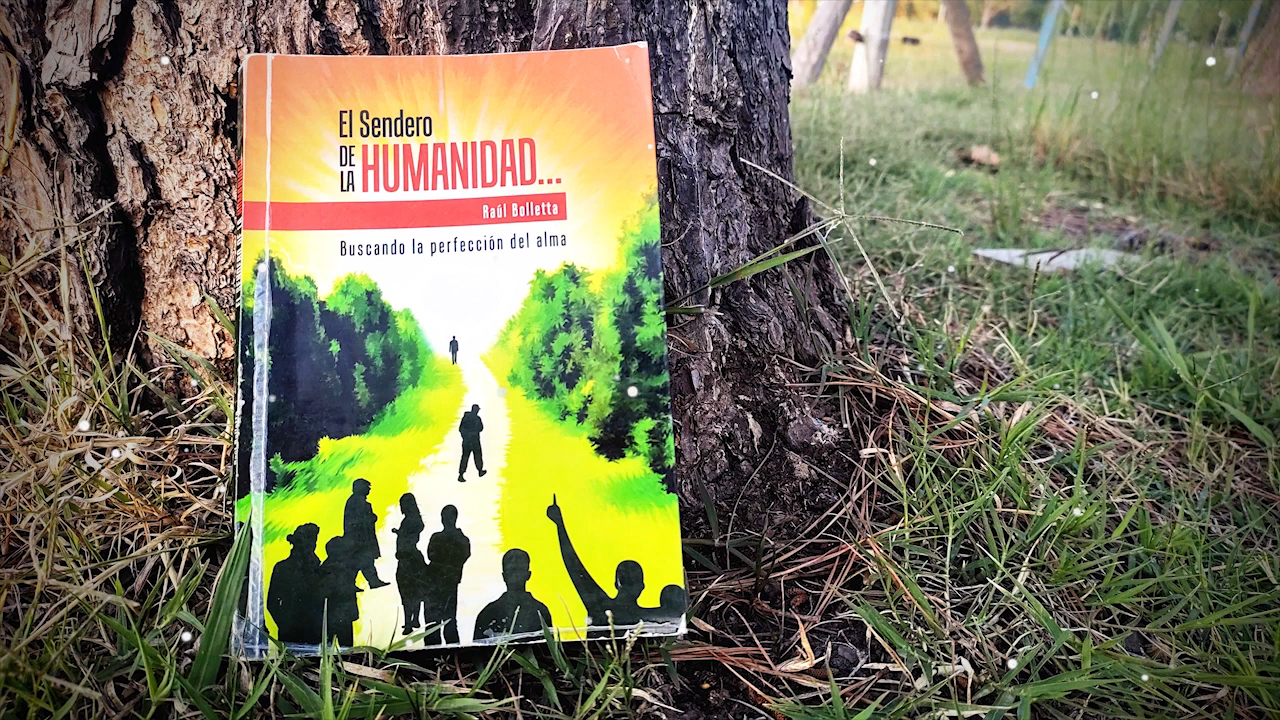 El Sendero
DE LA HUMANIDAD...
Raúl Bolletta
Buscando la perfección del alma